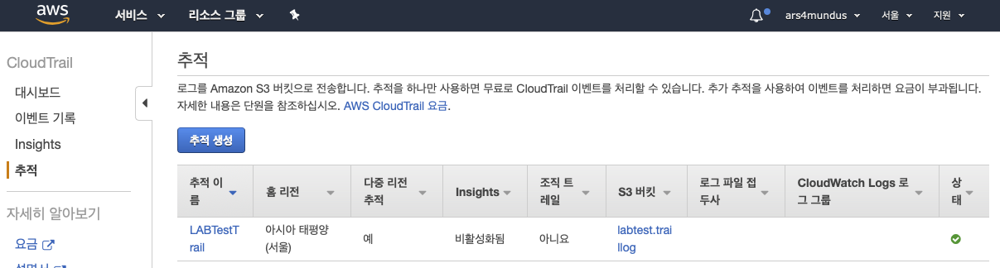 aws
서비스
리소스 그룹
ars4mundus
서울
지원
CloudTrail
대시보드
이벤트 기록
Insights
추적
자세히 알아보기
요금
설명서
추적
로그를 Amazon S3 버킷으로 전송합니다. 추적을 하나만 사용하면 무료로 CloudTrail 이벤트를 처리할 수 있습니다. 추가 추적을 사용하여 이벤트를 처리하면 요금이 부과됩니다.
자세한 내용은 단원을 참조하십시오. AWS CloudTrail 요금.
추적 생성
추적 이
름
홈 리전
다중 리전
추적
Insights
조직 트
레일
S3 버킷
로그 파일 접
두사
CloudWatch Logs 로
그 그룹
상
태
LABTestT
rail
아시아 태평양
(서울)
예
비활성화됨
아니요
labtest.trai
llog